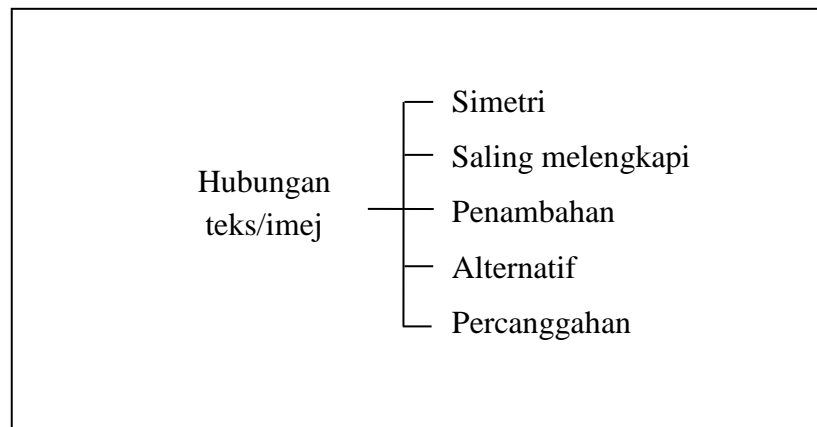 Hubungan
teks/imej
Simetri
Saling melengkapi
Penambahan
Alternatif
Percanggahan